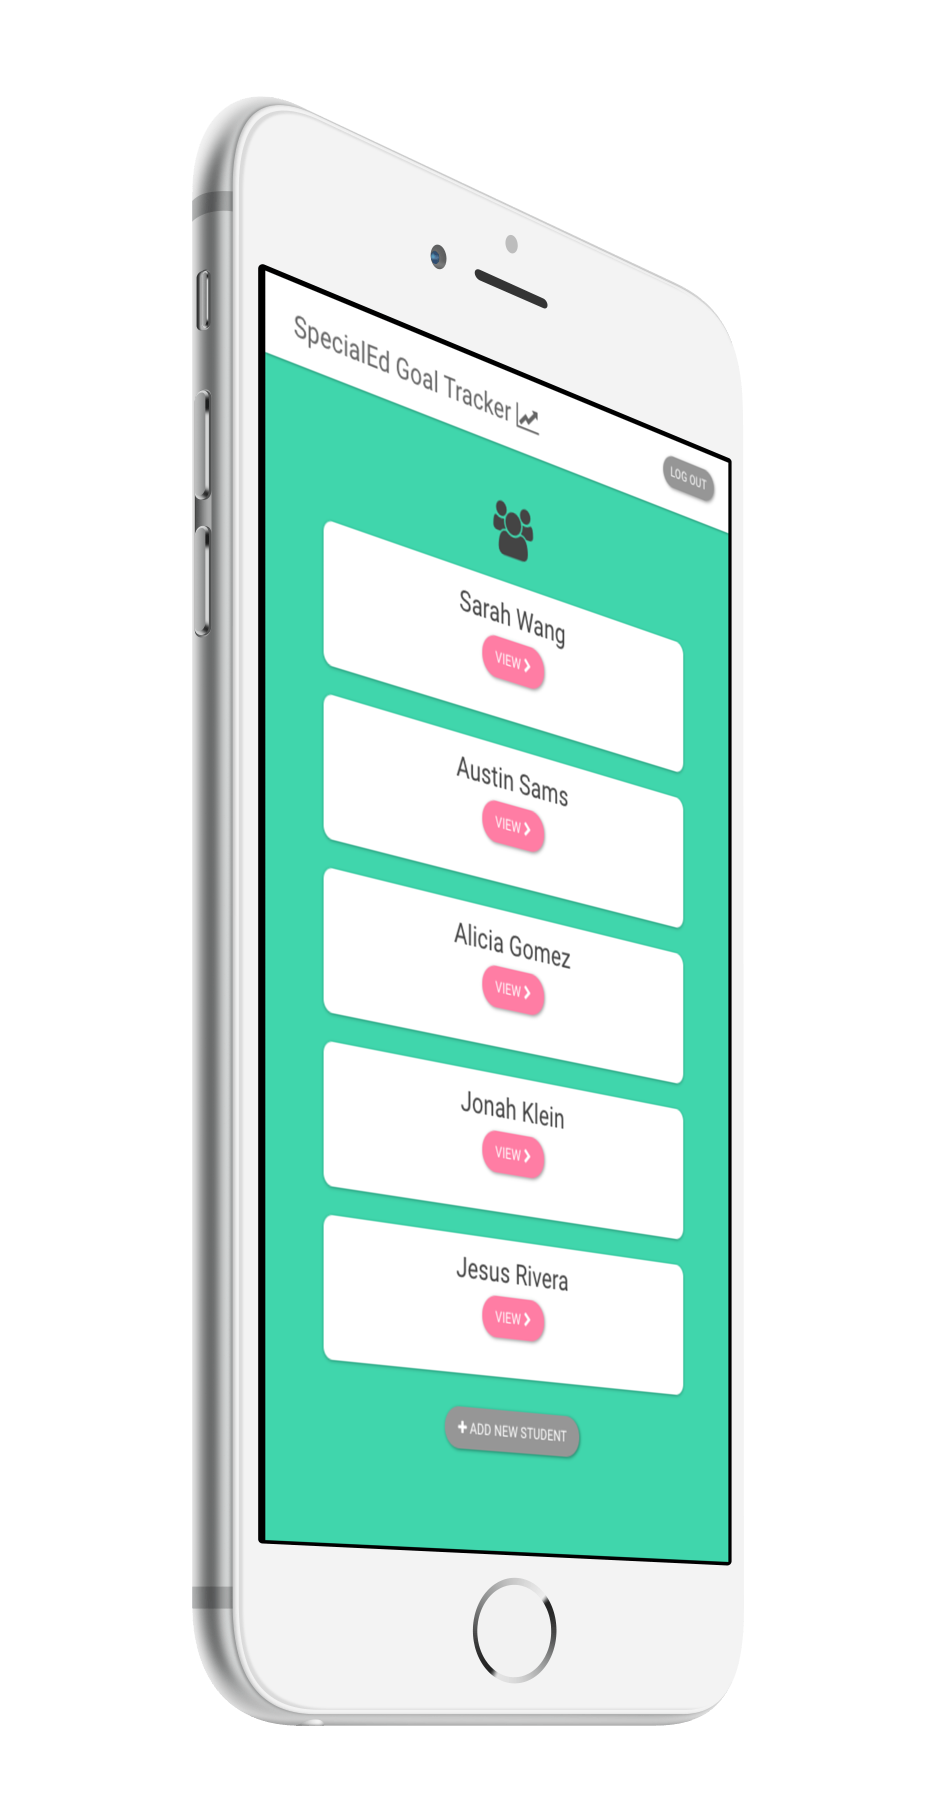 SpecialEd Goal Tracker
LOG OUT
Sarah Wang
VIEW
Austin Sams
VIEW
Alicia Gomez
VIEW
Jonah Klein
VIEW
Jesus Rivera
VIEW
ADD NEW STUDENT